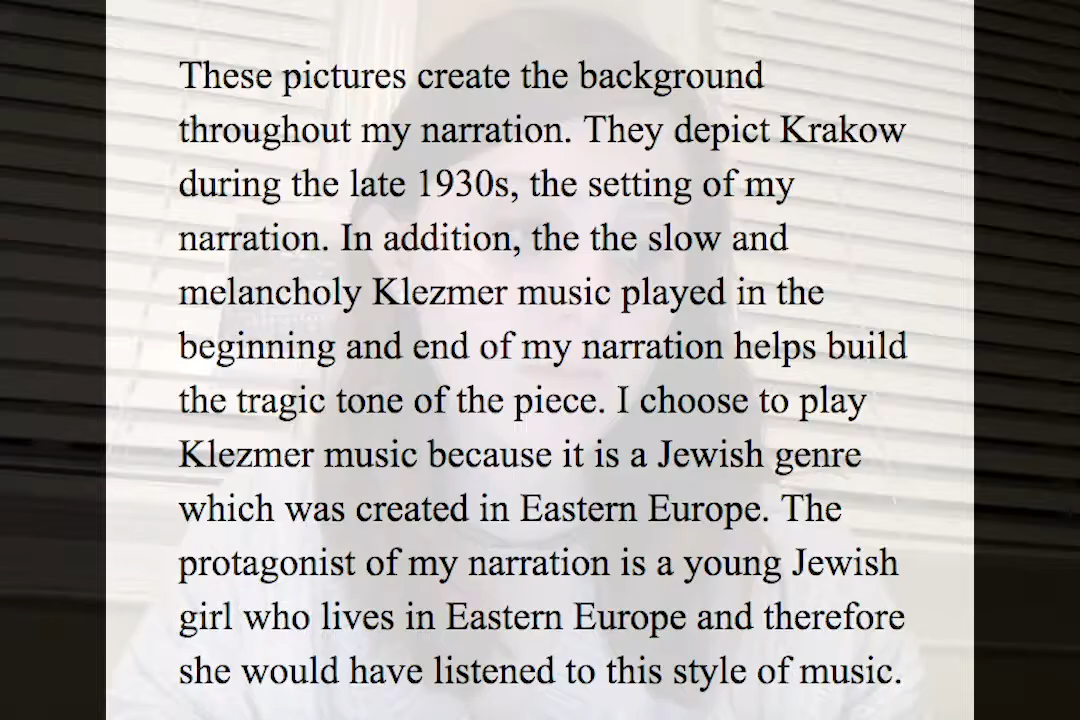 These pictures create the background
throughout my narration. They depict Krakow
during the late 1930s, the setting of my
narration. In addition, the the slow and
melancholy Klezmer music played in the
beginning and end of my narration helps build
the tragic tone of the piece. I choose to play
Klezmer music because it is a Jewish genre
which was created in Eastern Europe. The
protagonist of my narration is a young Jewish
girl who lives in Eastern Europe and therefore
she would have listened to this style of music.